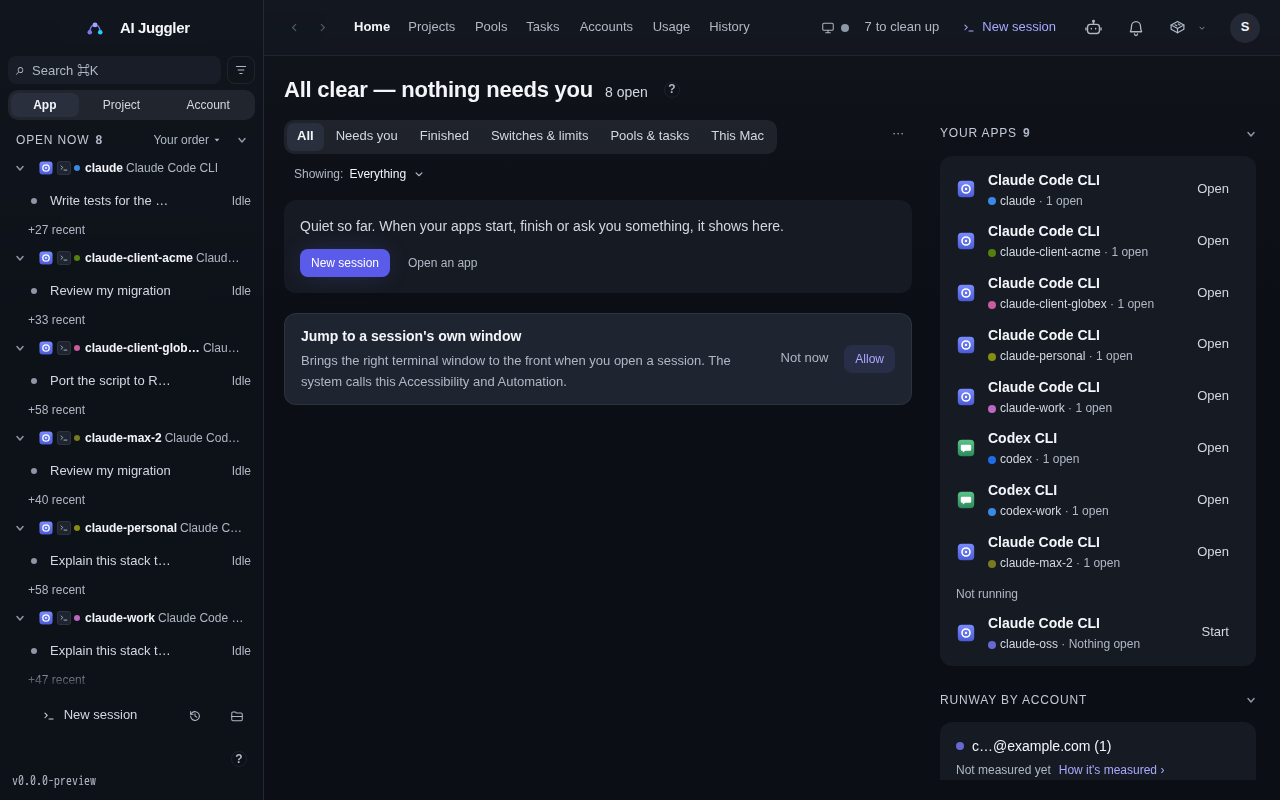 AI Juggler
Search ⌘K
App Project Account
OPEN NOW 8 Your order
claude Claude Code CLI
Write tests for the … Idle
+27 recent
claude-client-acme Claud…
Review my migration Idle
+33 recent
claude-client-glob… Clau…
Port the script to R… Idle
+58 recent
claude-max-2 Claude Cod…
Review my migration Idle
+40 recent
claude-personal Claude C…
Explain this stack t… Idle
+58 recent
claude-work Claude Code …
Explain this stack t… Idle
+47 recent
New session
?
v0.0.0-preview
Home Projects Pools Tasks Accounts Usage History
7 to clean up New session S
All clear — nothing needs you 8 open ?
All Needs you Finished Switches & limits Pools & tasks This Mac …
Showing: Everything
Quiet so far. When your apps start, finish or ask you something, it shows here.
New session Open an app
Jump to a session's own window
Brings the right terminal window to the front when you open a session. The
system calls this Accessibility and Automation.
Not now Allow
YOUR APPS 9
Claude Code CLI
claude · 1 open
Open
Claude Code CLI
claude-client-acme · 1 open
Open
Claude Code CLI
claude-client-globex · 1 open
Open
Claude Code CLI
claude-personal · 1 open
Open
Claude Code CLI
claude-work · 1 open
Open
Codex CLI
codex · 1 open
Open
Codex CLI
codex-work · 1 open
Open
Claude Code CLI
claude-max-2 · 1 open
Open
Not running
Claude Code CLI
claude-oss · Nothing open
Start
RUNWAY BY ACCOUNT
c…@example.com (1)
Not measured yet How it's measured ›